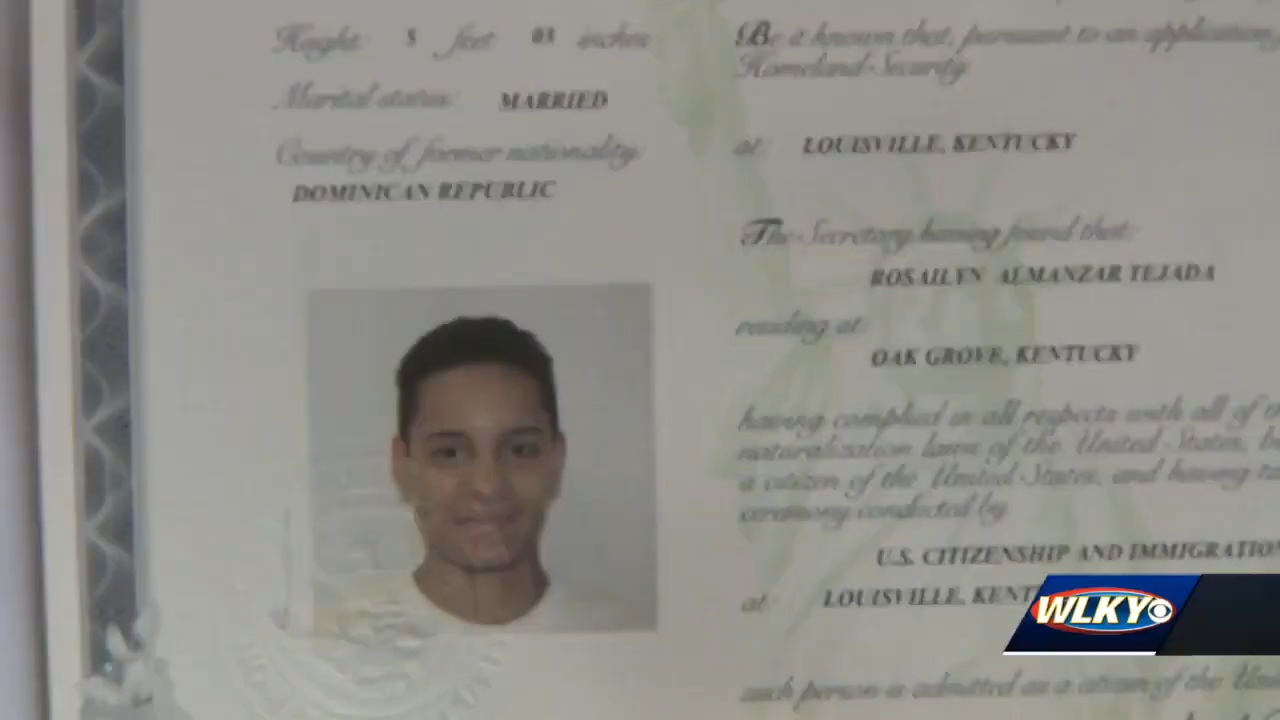 Height: 5 feet 03 inches
Marital status: MARRIED
Country of former nationality:
DOMINICAN REPUBLIC
Be it known that, pursuant to an application
Homeland Security
at: LOUISVILLE, KENTUCKY
The Secretary having found that:
ROSAILYN ALMANZAR TEJADA
residing at:
OAK GROVE, KENTUCKY
having complied in all respects with all of
naturalization laws of the United States,
a citizen of the United States, and having
ceremony conducted by
U.S. CITIZENSHIP AND IMMIGRATIO
at: LOUISVILLE, KENT
WLKY
such person is admitted as a citizen of the